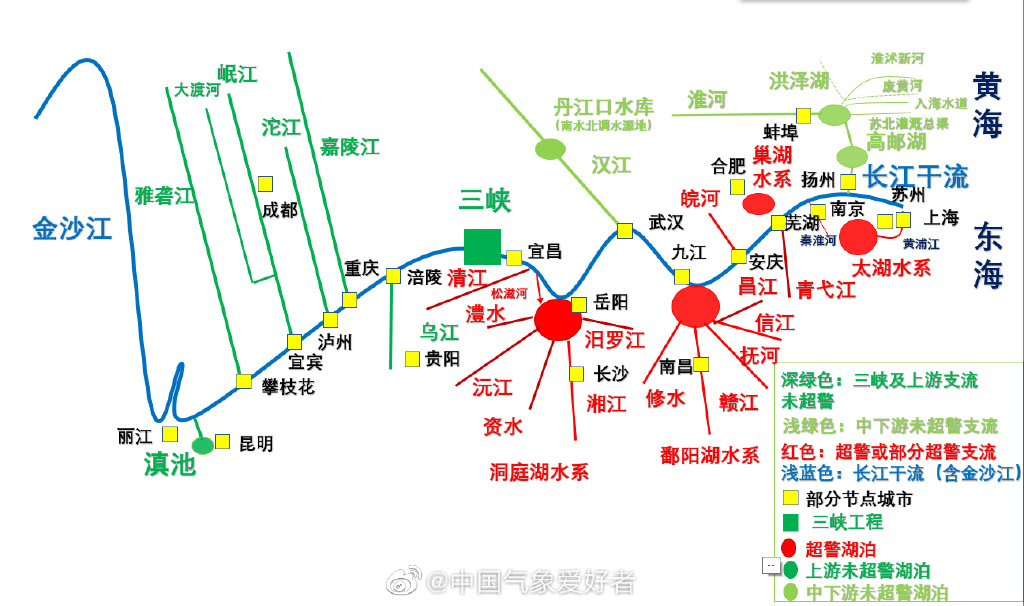 淮沭新河
岷江
洪泽湖
黄海
大渡河
废黄河
丹江口水库
淮河
入海水道
(南水北调水源地)
沱江
蚌埠
苏北灌溉总渠
嘉陵江
高邮湖
汉江
合肥
巢湖
水系
扬州
长江干流
雅砻江
三峡
皖河
苏州
成都
武汉
芜湖
南京
上海
金沙江
秦淮河
黄浦江
东海
宜昌
九江
安庆
太湖水系
重庆
涪陵
清江
昌江
青弋江
松滋河
岳阳
澧水
信江
乌江
汨罗江
泸州
抚河
宜宾
贵阳
南昌
攀枝花
沅江
长沙
湘江
修水
赣江
资水
丽江
昆明
滇池
洞庭湖水系
鄱阳湖水系
深绿色：三峡及上游支流
未超警
浅绿色：中下游未超警支流
红色：超警或部分超警支流
浅蓝色：长江干流（含金沙江）
部分节点城市
三峡工程
超警湖泊
上游未超警湖泊
中下游未超警湖泊
@中国气象爱好者